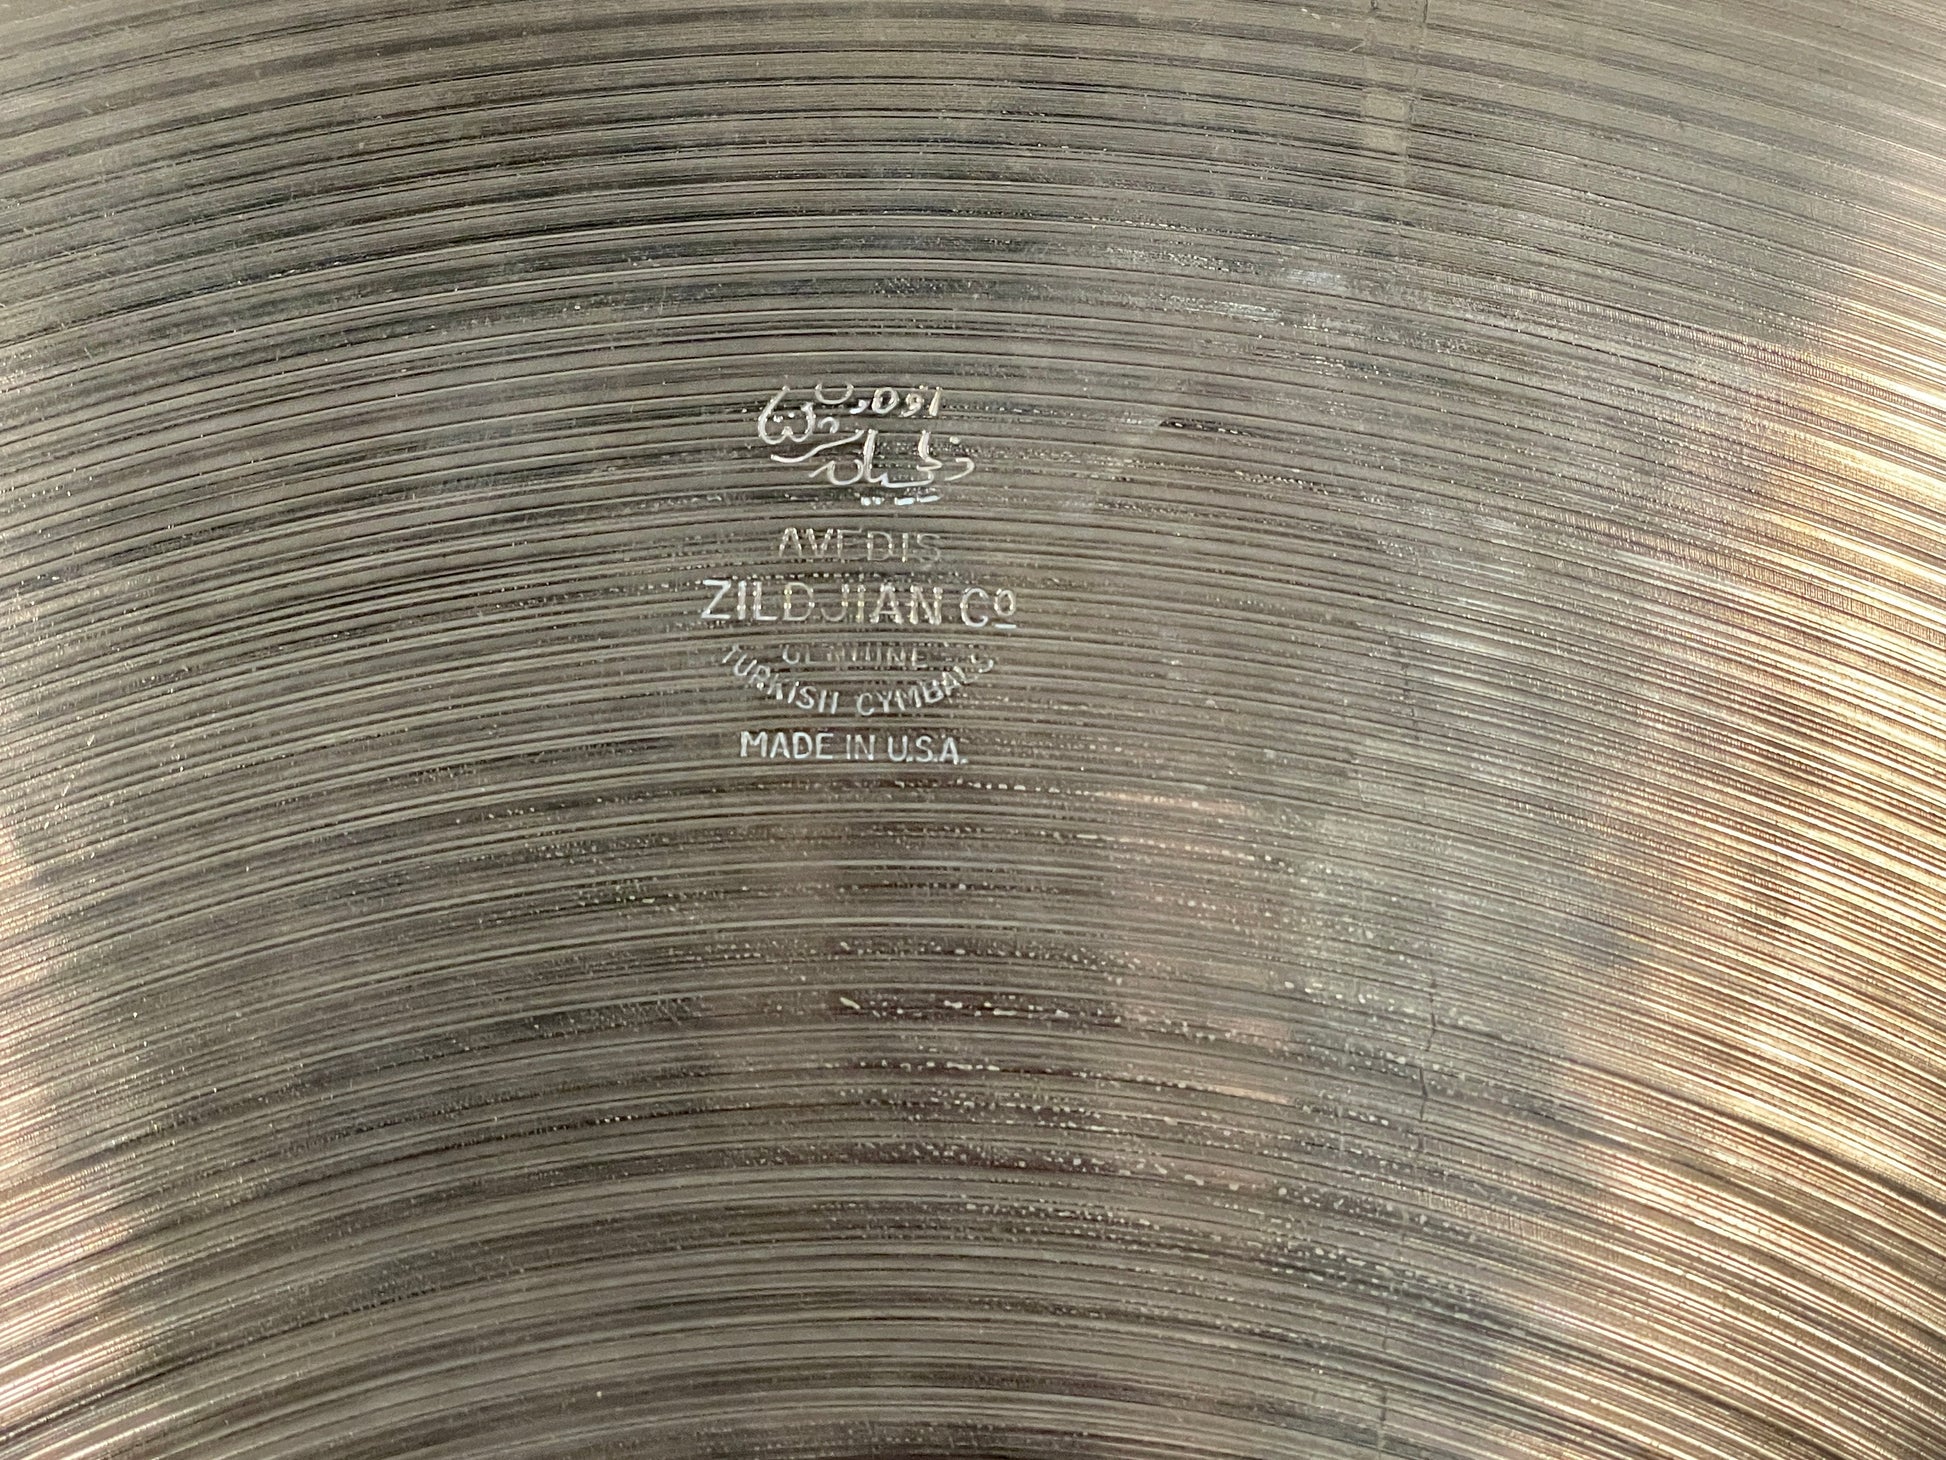 AVEDIS
ZILDJIAN Co
GENUINE
TURKISH CYMBALS
MADE IN U.S.A.